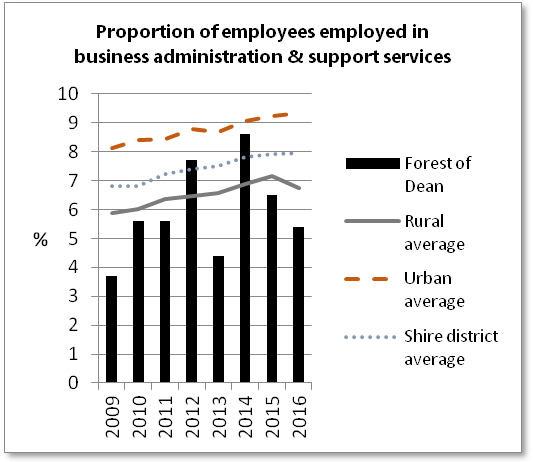 Proportion of employees employed in
business administration & support services
10
9
8
7
6
5
4
3
2
1
0
%
2009
2010
2011
2012
2013
2014
2015
2016
Forest of
Dean
Rural
average
Urban
average
Shire district
average